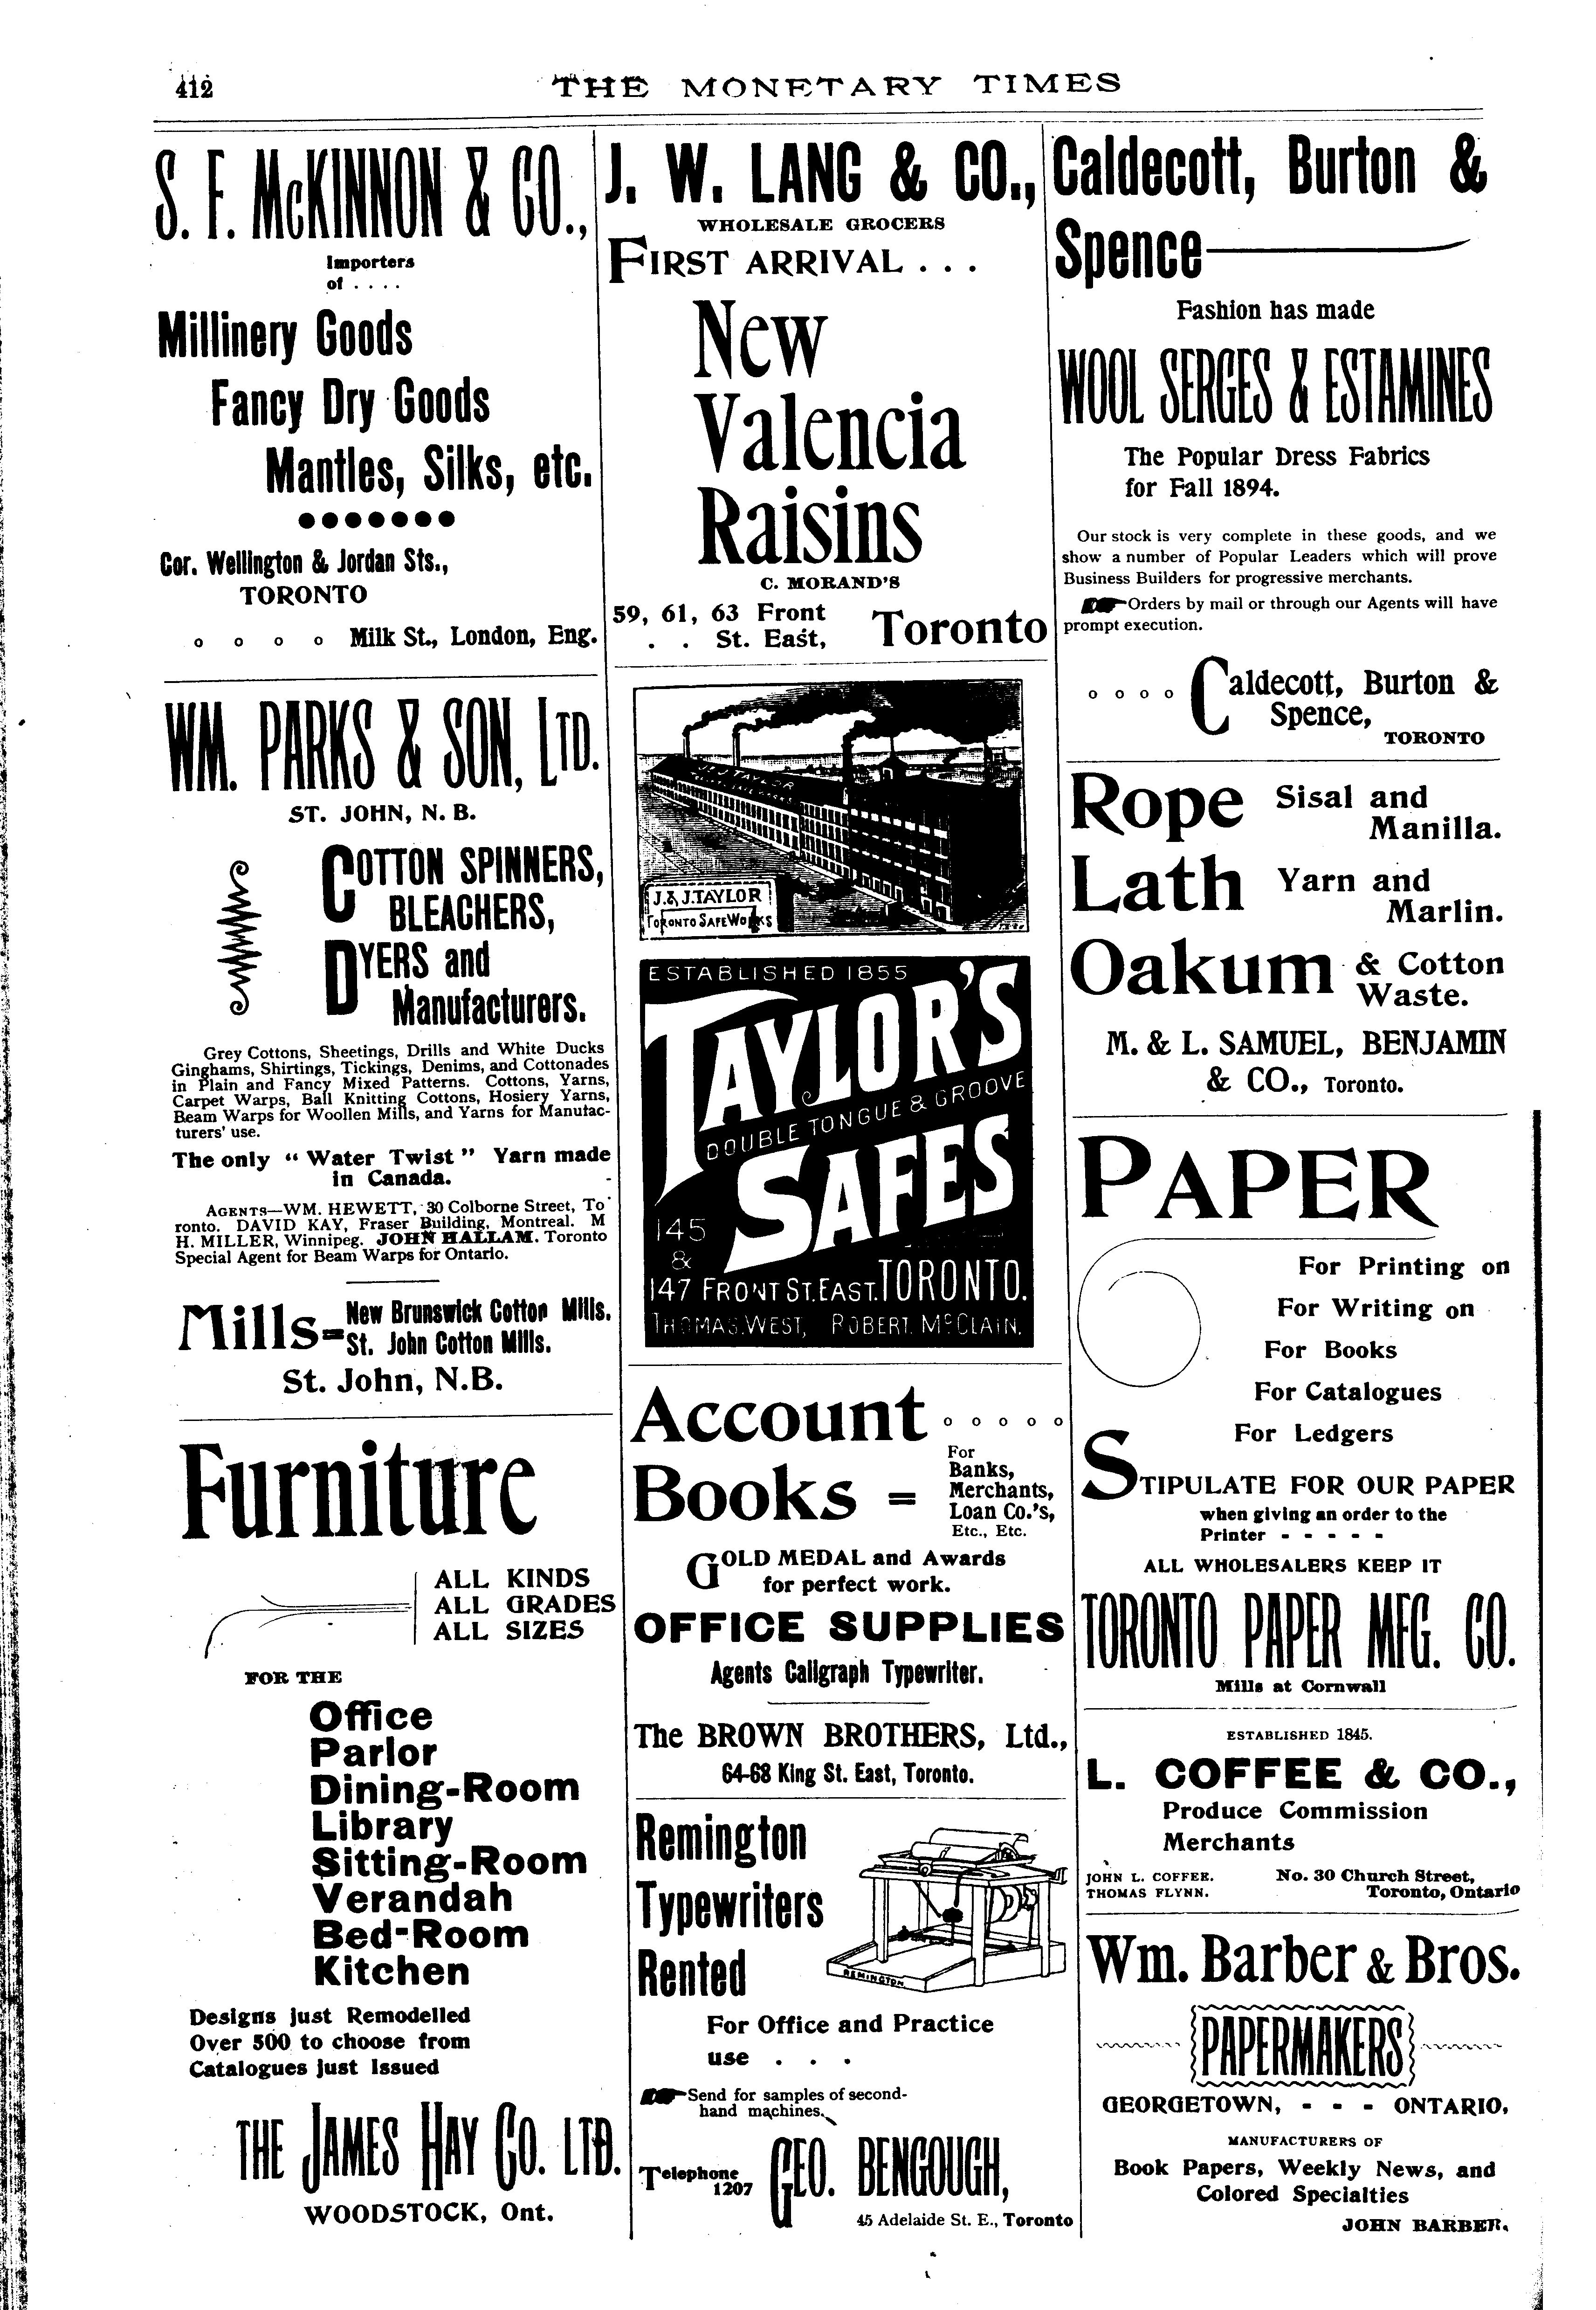 412
THE MONETARY TIMES
S. F. McKINNON & CO.,
Importers
of . . . .
Millinery Goods
Fancy Dry Goods
Mantles, Silks, etc.
Cor. Wellington & Jordan Sts.,
TORONTO
o o o o Milk St., London, Eng.
WM. PARKS & SON, LTD.
ST. JOHN, N. B.
COTTON SPINNERS,
BLEACHERS,
DYERS and
Manufacturers.
Grey Cottons, Sheetings, Drills and White Ducks
Ginghams, Shirtings, Tickings, Denims, and Cottonades
in Plain and Fancy Mixed Patterns. Cottons, Yarns,
Carpet Warps, Ball Knitting Cottons, Hosiery Yarns,
Beam Warps for Woollen Mills, and Yarns for Manufac-
turers' use.
The only “ Water Twist ” Yarn made
in Canada.
AGENTS—WM. HEWETT, 30 Colborne Street, To
ronto. DAVID KAY, Fraser Building, Montreal. M
H. MILLER, Winnipeg. JOHN HALLAM. Toronto
Special Agent for Beam Warps for Ontario.
Mills=New Brunswick Cotton Mills.
St. John Cotton Mills.
St. John, N.B.
Furniture
ALL KINDS
ALL GRADES
ALL SIZES
FOR THE
Office
Parlor
Dining-Room
Library
Sitting-Room
Verandah
Bed-Room
Kitchen
Designs just Remodelled
Over 500 to choose from
Catalogues just Issued
THE JAMES HAY CO. LTD.
WOODSTOCK, Ont.
J. W. LANG & CO.,
WHOLESALE GROCERS
FIRST ARRIVAL . . .
New
Valencia
Raisins
C. MORAND'S
59, 61, 63 Front
. . St. East,
Toronto
J. & J. TAYLOR
J. & J. TAYLOR
TORONTO SAFE WORKS
ESTABLISHED 1855
TAYLOR'S
DOUBLE TONGUE & GROOVE
SAFES
145
&
147 FRONT ST. EAST. TORONTO.
THOMAS WEST, ROBERT McCLAIN.
Account o o o o o
Books =
For
Banks,
Merchants,
Loan Co.'s,
Etc., Etc.
GOLD MEDAL and Awards
for perfect work.
OFFICE SUPPLIES
Agents Caligraph Typewriter.
The BROWN BROTHERS, Ltd.,
64-68 King St. East, Toronto.
Remington
Typewriters
Rented
REMINGTON
For Office and Practice
use . . .
Send for samples of second-
hand machines.
Telephone
1207
GEO. BENGOUGH,
45 Adelaide St. E., Toronto
Caldecott, Burton &
Spence
Fashion has made
WOOL SERGES & ESTAMINES
The Popular Dress Fabrics
for Fall 1894.
Our stock is very complete in these goods, and we
show a number of Popular Leaders which will prove
Business Builders for progressive merchants.
Orders by mail or through our Agents will have
prompt execution.
o o o o Caldecott, Burton &
Spence,
TORONTO
Rope Sisal and
Manilla.
Lath Yarn and
Marlin.
Oakum & Cotton
Waste.
M. & L. SAMUEL, BENJAMIN
& CO., Toronto.
PAPER
For Printing on
For Writing on
For Books
For Catalogues
For Ledgers
STIPULATE FOR OUR PAPER
when giving an order to the
Printer - - - - -
ALL WHOLESALERS KEEP IT
TORONTO PAPER MFG. CO.
Mills at Cornwall
ESTABLISHED 1845.
L. COFFEE & CO.,
Produce Commission
Merchants
JOHN L. COFFEE.
THOMAS FLYNN.
No. 30 Church Street,
Toronto, Ontario
Wm. Barber & Bros.
PAPERMAKERS
GEORGETOWN, - - - ONTARIO,
MANUFACTURERS OF
Book Papers, Weekly News, and
Colored Specialties
JOHN BARBER.